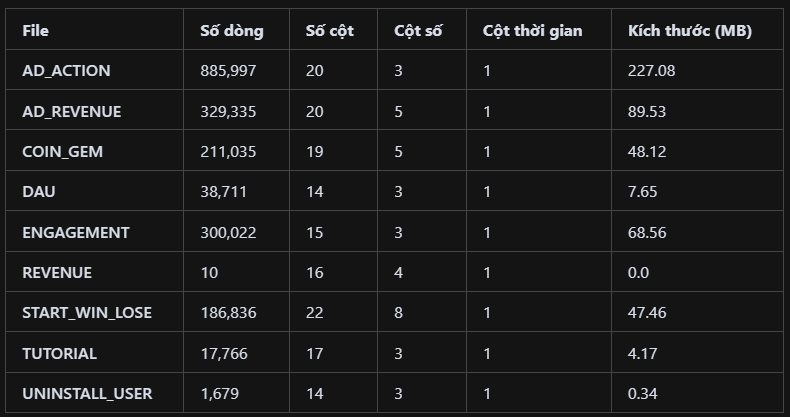 File Số dòng Số cột Cột số Cột thời gian Kích thước (MB)
AD_ACTION 885,997 20 3 1 227.08
AD_REVENUE 329,335 20 5 1 89.53
COIN_GEM 211,035 19 5 1 48.12
DAU 38,711 14 3 1 7.65
ENGAGEMENT 300,022 15 3 1 68.56
REVENUE 10 16 4 1 0.0
START_WIN_LOSE 186,836 22 8 1 47.46
TUTORIAL 17,766 17 3 1 4.17
UNINSTALL_USER 1,679 14 3 1 0.34